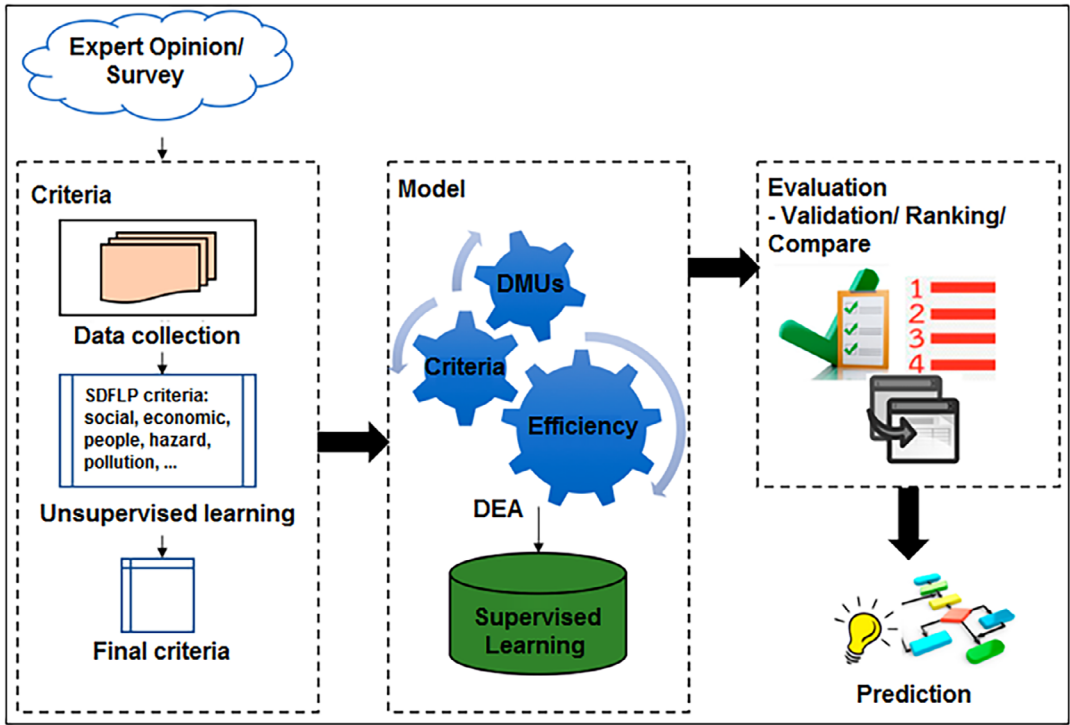 Expert Opinion/
Survey
Criteria
Data collection
SDFLP criteria:
social, economic,
people, hazard,
pollution, ...
Unsupervised learning
Final criteria
Model
DMUs
Criteria
Efficiency
DEA
Supervised
Learning
Evaluation
- Validation/ Ranking/
Compare
1
2
3
4
Prediction